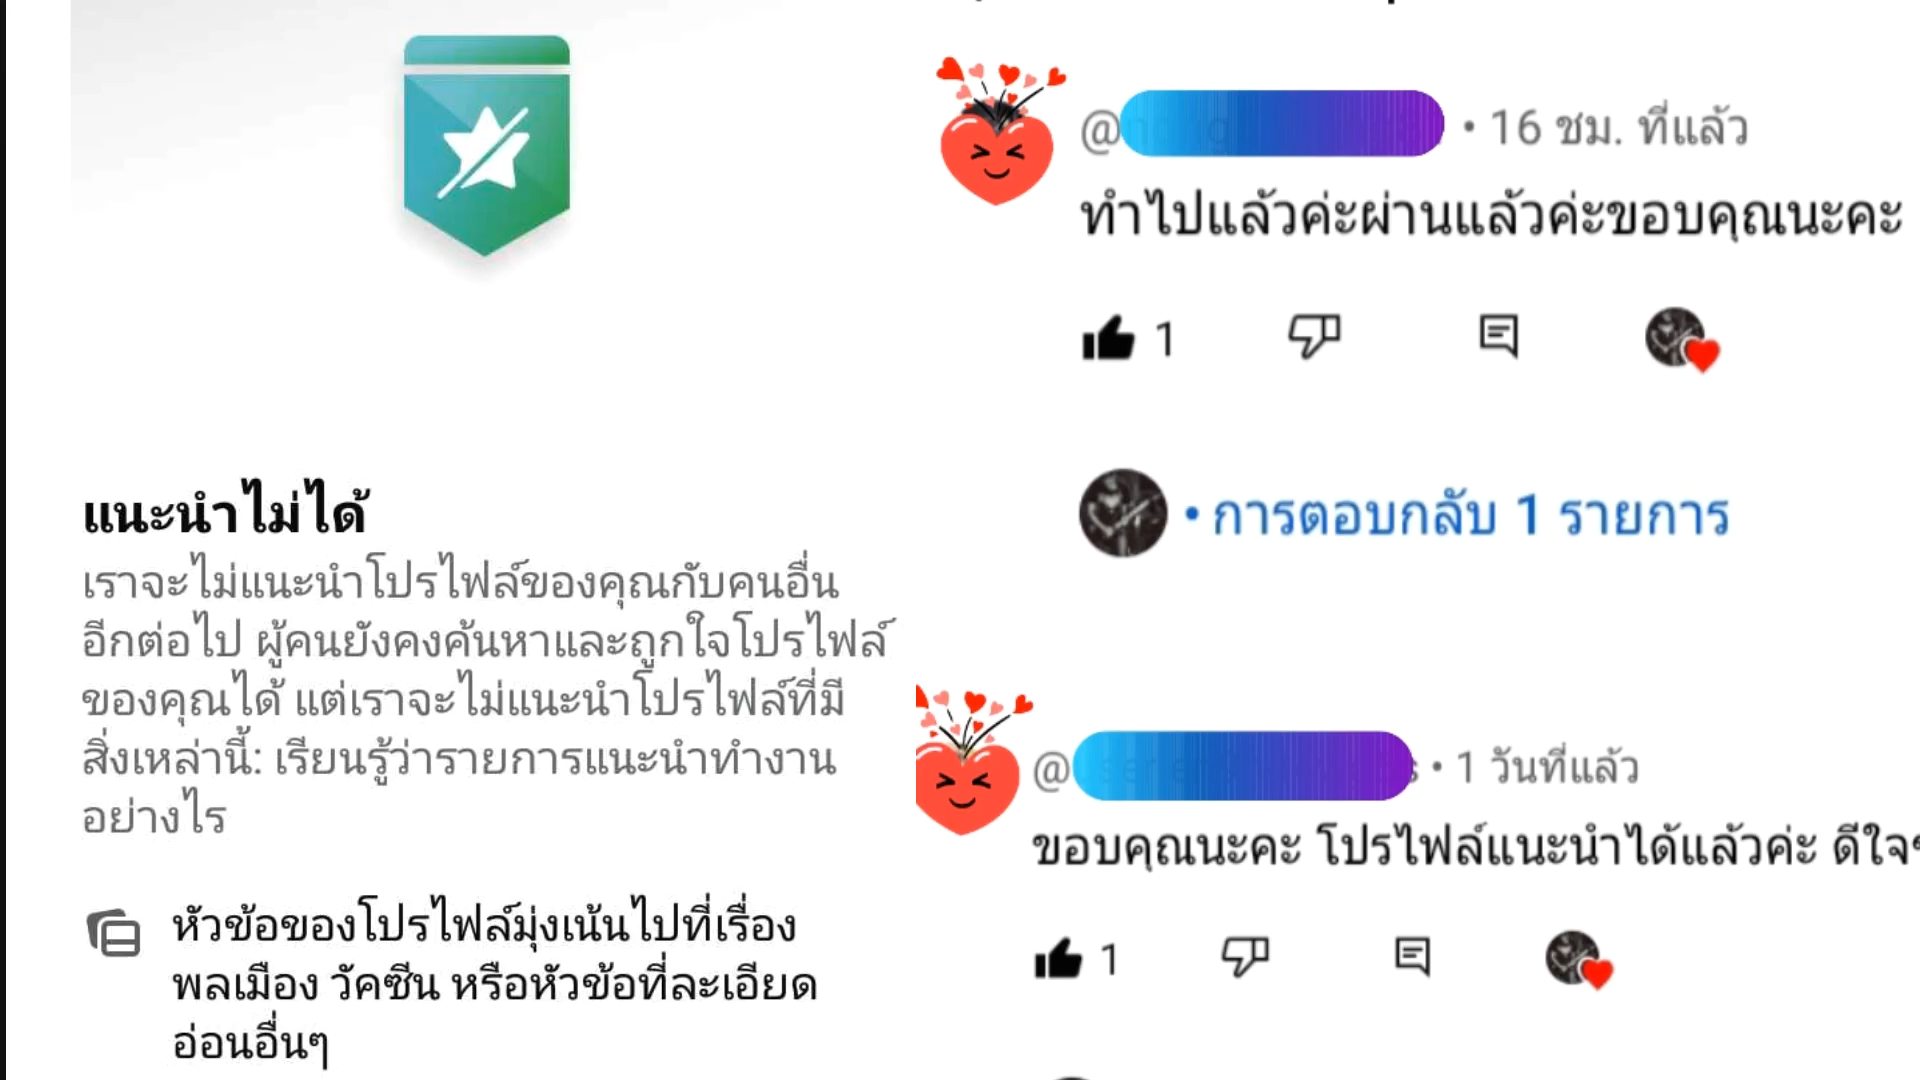 แนะนำไม่ได้
เราจะไม่แนะนำโปรไฟล์ของคุณกับคนอื่น
อีกต่อไป ผู้คนยังคงค้นหาและถูกใจโปรไฟล์
ของคุณได้ แต่เราจะไม่แนะนำโปรไฟล์ที่มี
สิ่งเหล่านี้: เรียนรู้ว่ารายการแนะนำทำงาน
อย่างไร
หัวข้อของโปรไฟล์มุ่งเน้นไปที่เรื่อง
พลเมือง วัคซีน หรือหัวข้อที่ละเอียด
อ่อนอื่นๆ
@ • 16 ชม. ที่แล้ว
ทำไปแล้วค่ะผ่านแล้วค่ะขอบคุณนะคะ
1
• การตอบกลับ 1 รายการ
@ • 1 วันที่แล้ว
ขอบคุณนะคะ โปรไฟล์แนะนำได้แล้วค่ะ ดีใจ
1